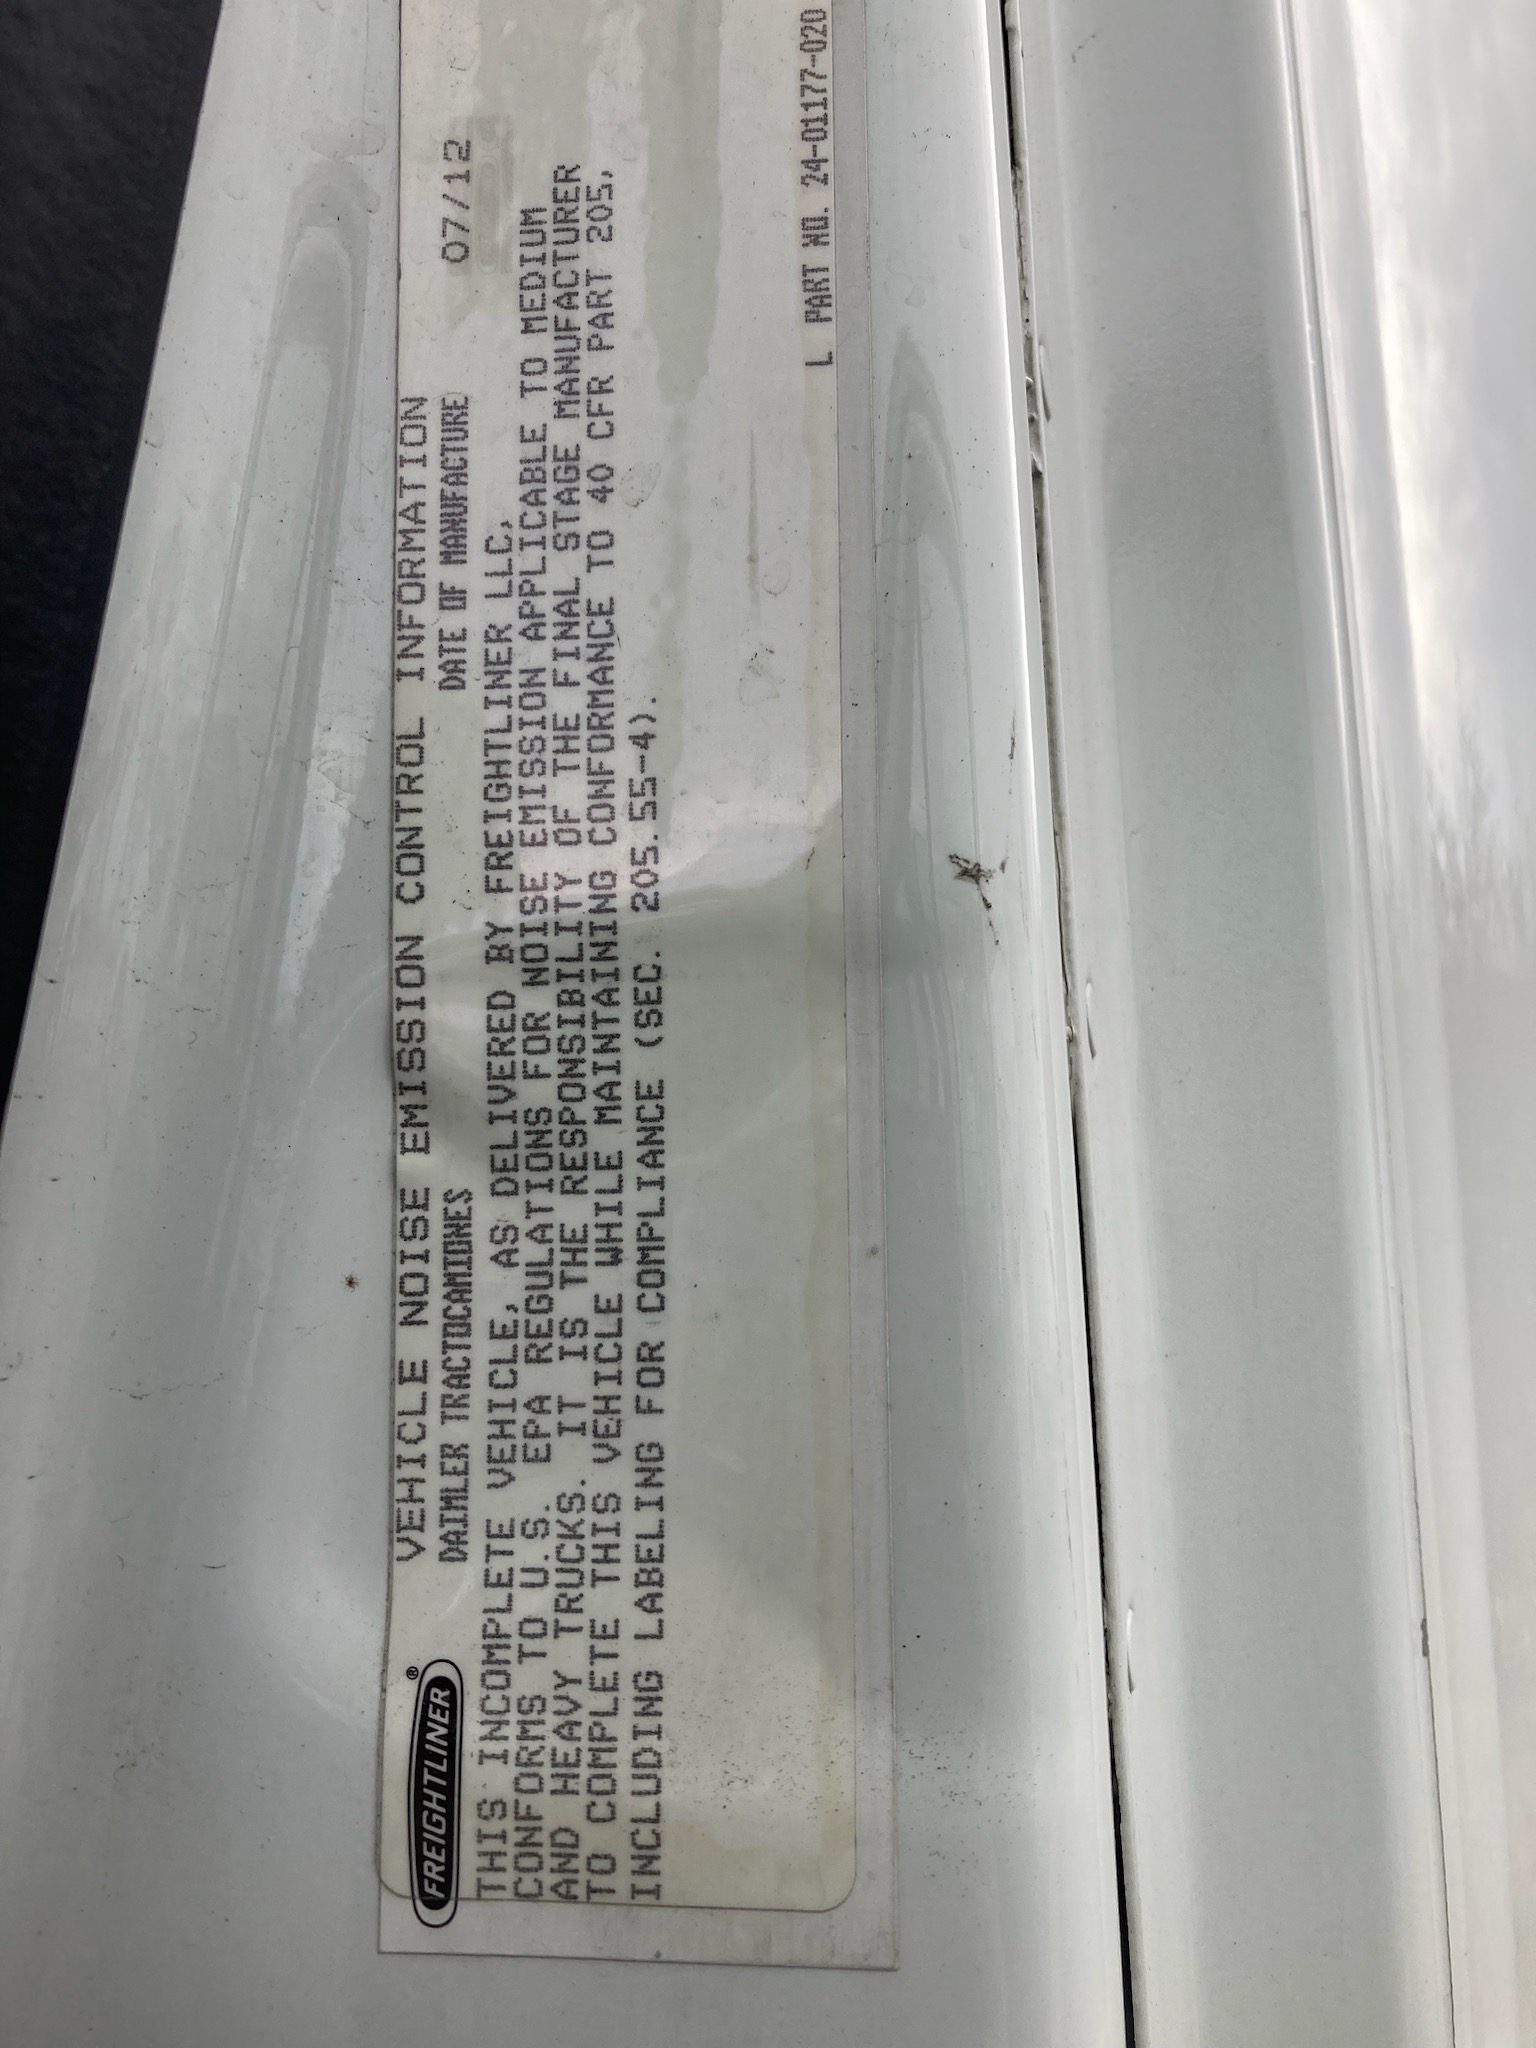 FREIGHTLINER®
VEHICLE NOISE EMISSION CONTROL INFORMATION
DAIMLER TRACTOCAMIONES DATE OF MANUFACTURE 07/12
THIS INCOMPLETE VEHICLE, AS DELIVERED BY FREIGHTLINER LLC,
CONFORMS TO U.S. EPA REGULATIONS FOR NOISE EMISSION APPLICABLE TO MEDIUM
AND HEAVY TRUCKS. IT IS THE RESPONSIBILITY OF THE FINAL STAGE MANUFACTURER
TO COMPLETE THIS VEHICLE WHILE MAINTAINING CONFORMANCE TO 40 CFR PART 205,
INCLUDING LABELING FOR COMPLIANCE (SEC. 205.55-4).
L PART NO. 24-01177-020